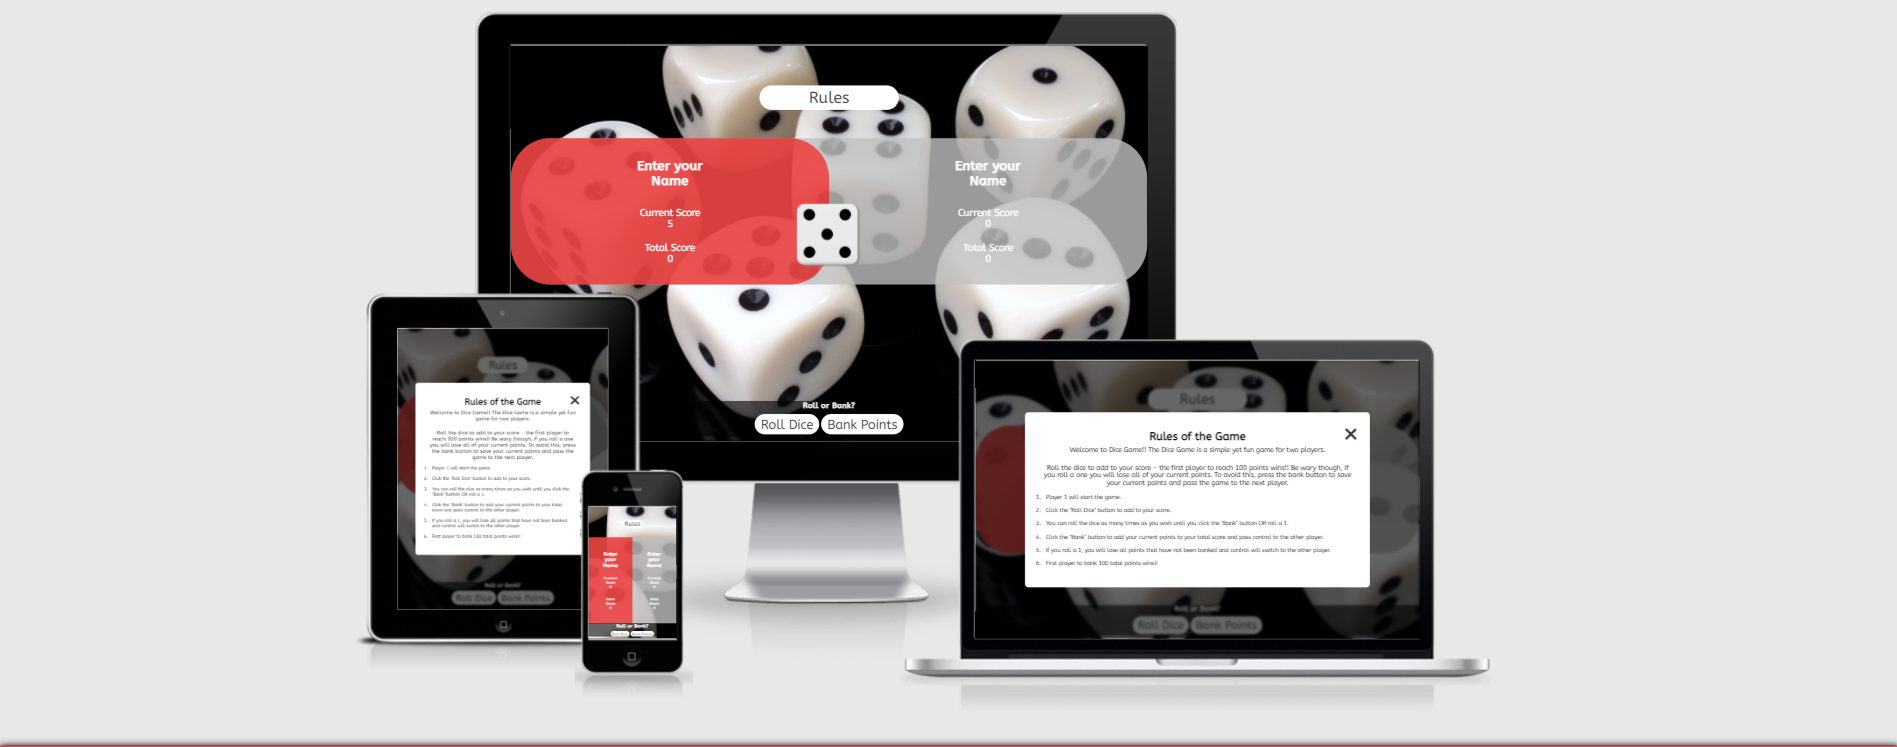 Rules
Enter your
Name
Current Score
5
Total Score
0
Enter your
Name
Current Score
0
Total Score
0
Roll or Bank?
Roll Dice
Bank Points
Rules
Rules of the Game
Welcome to Dice Game!! The Dice Game is a simple yet fun
game for two players.
Roll the dice to add to your score - the first player to
reach 100 points wins!! Be wary though, if you roll a one
you will lose all of your current points. To avoid this, press
the bank button to save your current points and pass the
game to the next player.
1. Player 1 will start the game.
2. Click the "Roll Dice" button to add to your score.
3. You can roll the dice as many times as you wish until you click the
"Bank" button OR roll a 1.
4. Click the "Bank" button to add your current points to your total
score and pass control to the other player.
5. If you roll a 1, you will lose all points that have not been banked
and control will switch to the other player.
6. First player to bank 100 total points wins!!
Roll or Bank?
Roll Dice
Bank Points
Rules
Enter
your
Name
Current
Score
0
Total
Score
0
Enter
your
Name
Current
Score
0
Total
Score
0
Roll or Bank?
Roll Dice
Bank Points
Rules
Rules of the Game
Welcome to Dice Game!! The Dice Game is a simple yet fun game for two players.
Roll the dice to add to your score - the first player to reach 100 points wins!! Be wary though, if
you roll a one you will lose all of your current points. To avoid this, press the bank button to save
your current points and pass the game to the next player.
1. Player 1 will start the game.
2. Click the "Roll Dice" button to add to your score.
3. You can roll the dice as many times as you wish until you click the "Bank" button OR roll a 1.
4. Click the "Bank" button to add your current points to your total score and pass control to the other player.
5. If you roll a 1, you will lose all points that have not been banked and control will switch to the other player.
6. First player to bank 100 total points wins!!
Roll or Bank?
Roll Dice
Bank Points